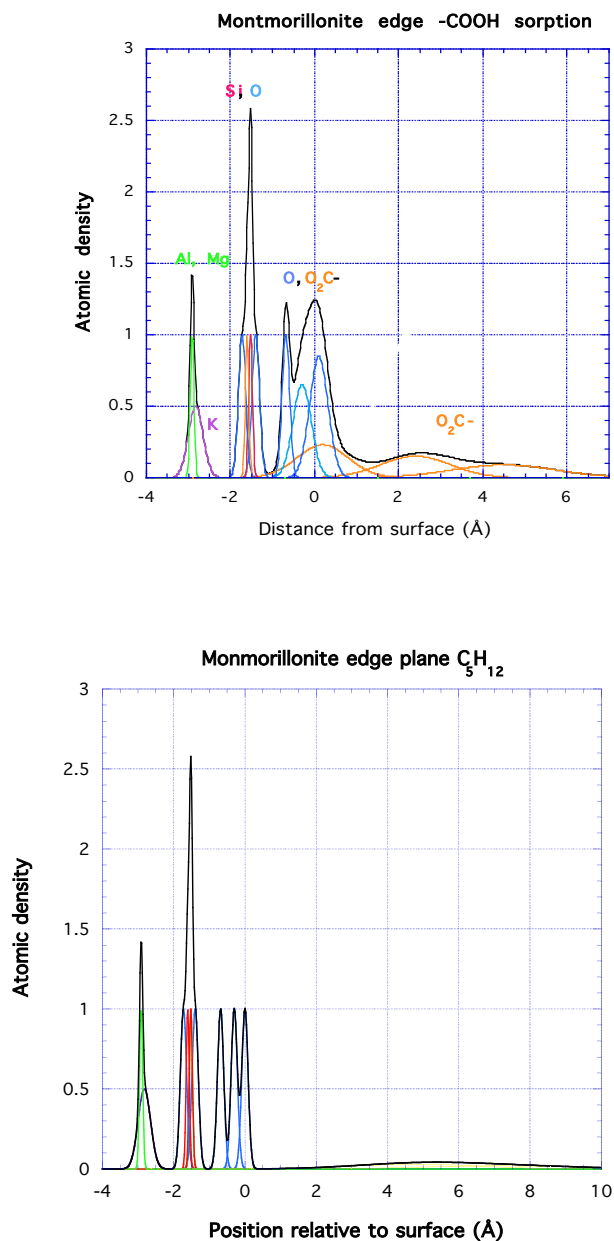 Montmorillonite edge -COOH sorption
3
2.5
2
1.5
1
0.5
0
Atomic density
Si, O
Al, Mg
O, O2C-
K
O2C-
-4 -2 0 2 4 6
Distance from surface (Å)
Monmorillonite edge plane C5H12
3
2.5
2
1.5
1
0.5
0
Atomic density
-4 -2 0 2 4 6 8 10
Position relative to surface (Å)